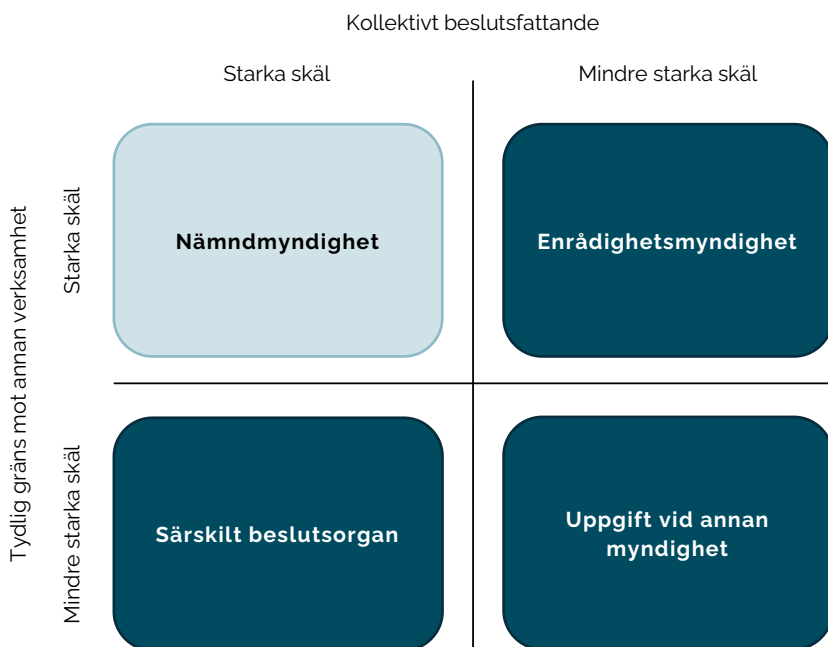 Kollektivt beslutsfattande
Starka skäl
Mindre starka skäl
Tydlig gräns mot annan verksamhet
Starka skäl
Nämndmyndighet
Enrådighetsmyndighet
Mindre starka skäl
Särskilt beslutsorgan
Uppgift vid annan
myndighet